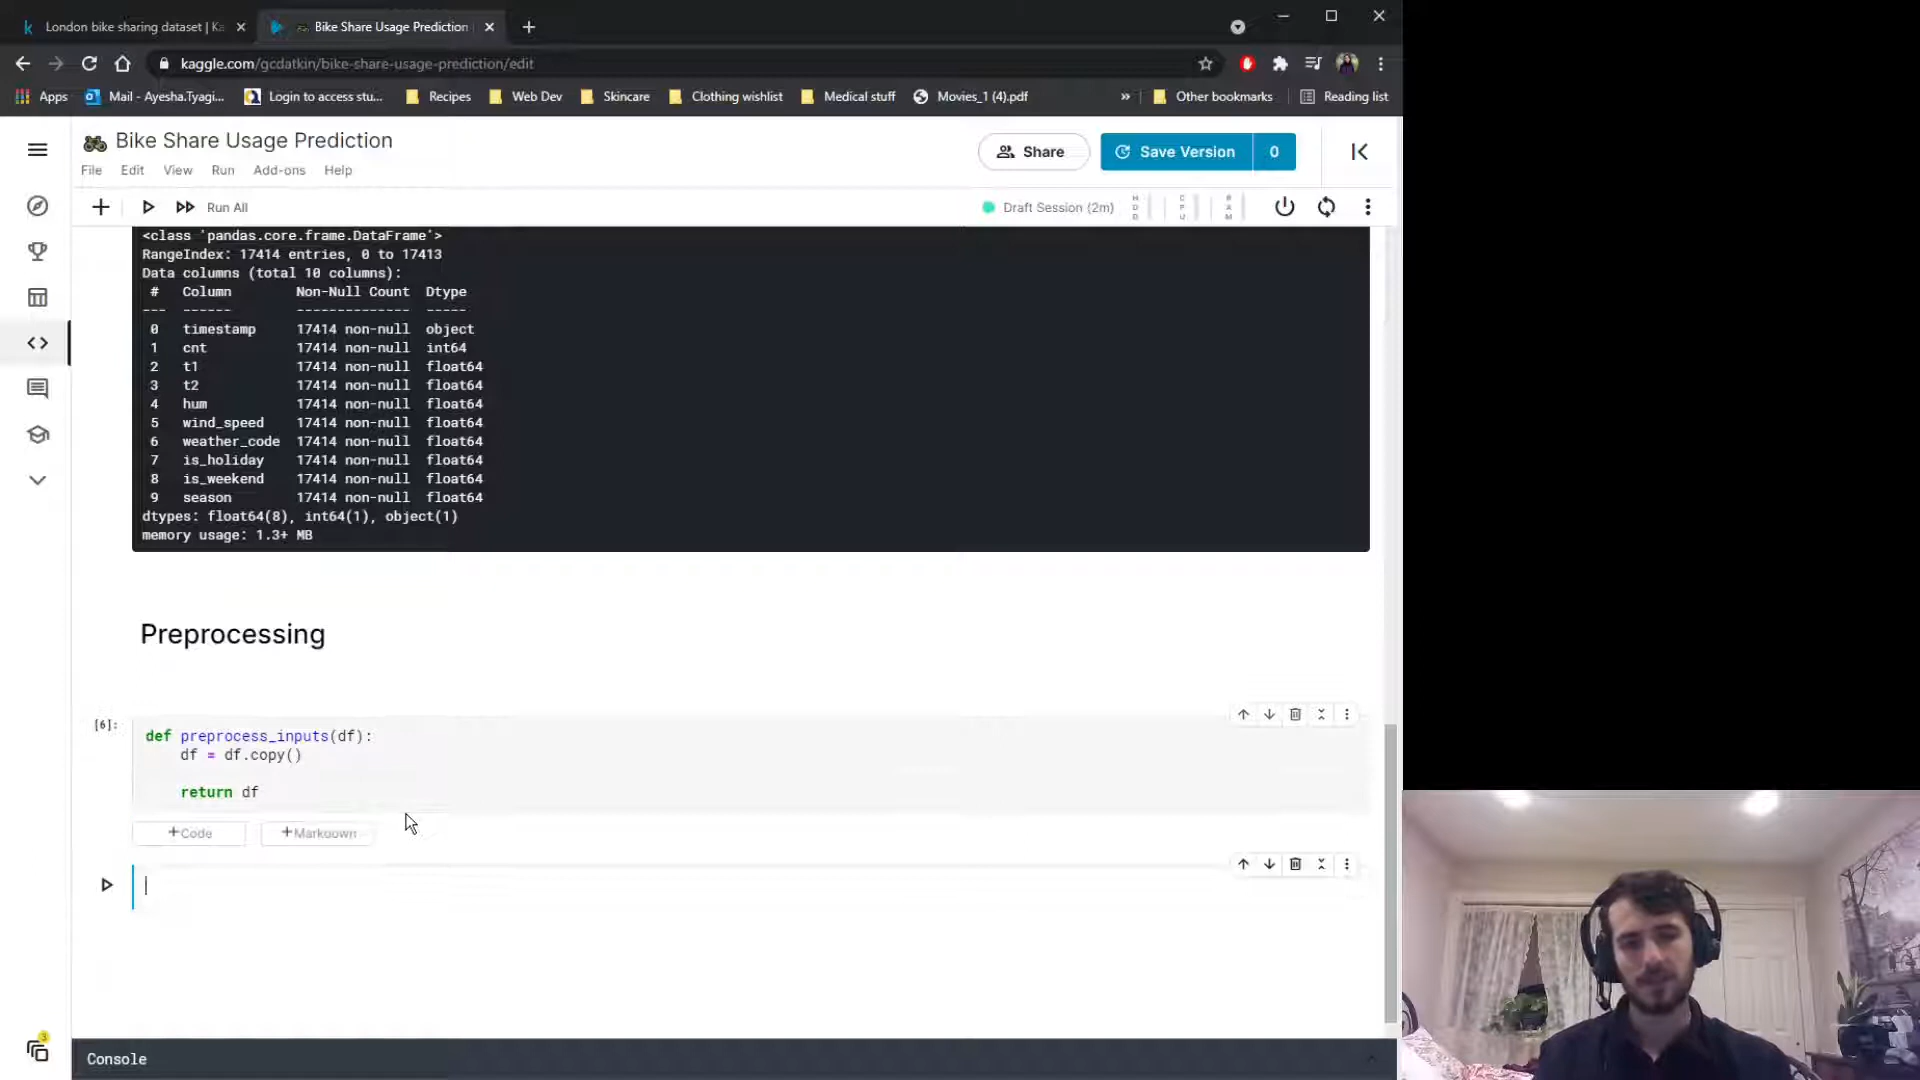 London bike sharing dataset | Ka
Bike Share Usage Prediction
kaggle.com/gcdatkin/bike-share-usage-prediction/edit
Apps
Mail - Ayesha.Tyagi...
Login to access stu...
Recipes
Web Dev
Skincare
Clothing wishlist
Medical stuff
Movies_1 (4).pdf
»
Other bookmarks
Reading list
Bike Share Usage Prediction
File Edit View Run Add-ons Help
Share
Save Version 0
Run All
Draft Session (2m)
HDD
CPU
RAM
<class 'pandas.core.frame.DataFrame'>
RangeIndex: 17414 entries, 0 to 17413
Data columns (total 10 columns):
# Column Non-Null Count Dtype
--- ------ -------------- -----
0 timestamp 17414 non-null object
1 cnt 17414 non-null int64
2 t1 17414 non-null float64
3 t2 17414 non-null float64
4 hum 17414 non-null float64
5 wind_speed 17414 non-null float64
6 weather_code 17414 non-null float64
7 is_holiday 17414 non-null float64
8 is_weekend 17414 non-null float64
9 season 17414 non-null float64
dtypes: float64(8), int64(1), object(1)
memory usage: 1.3+ MB
Preprocessing
[6]:
def preprocess_inputs(df):
df = df.copy()
return df
+Code
+Markdown
3
Console